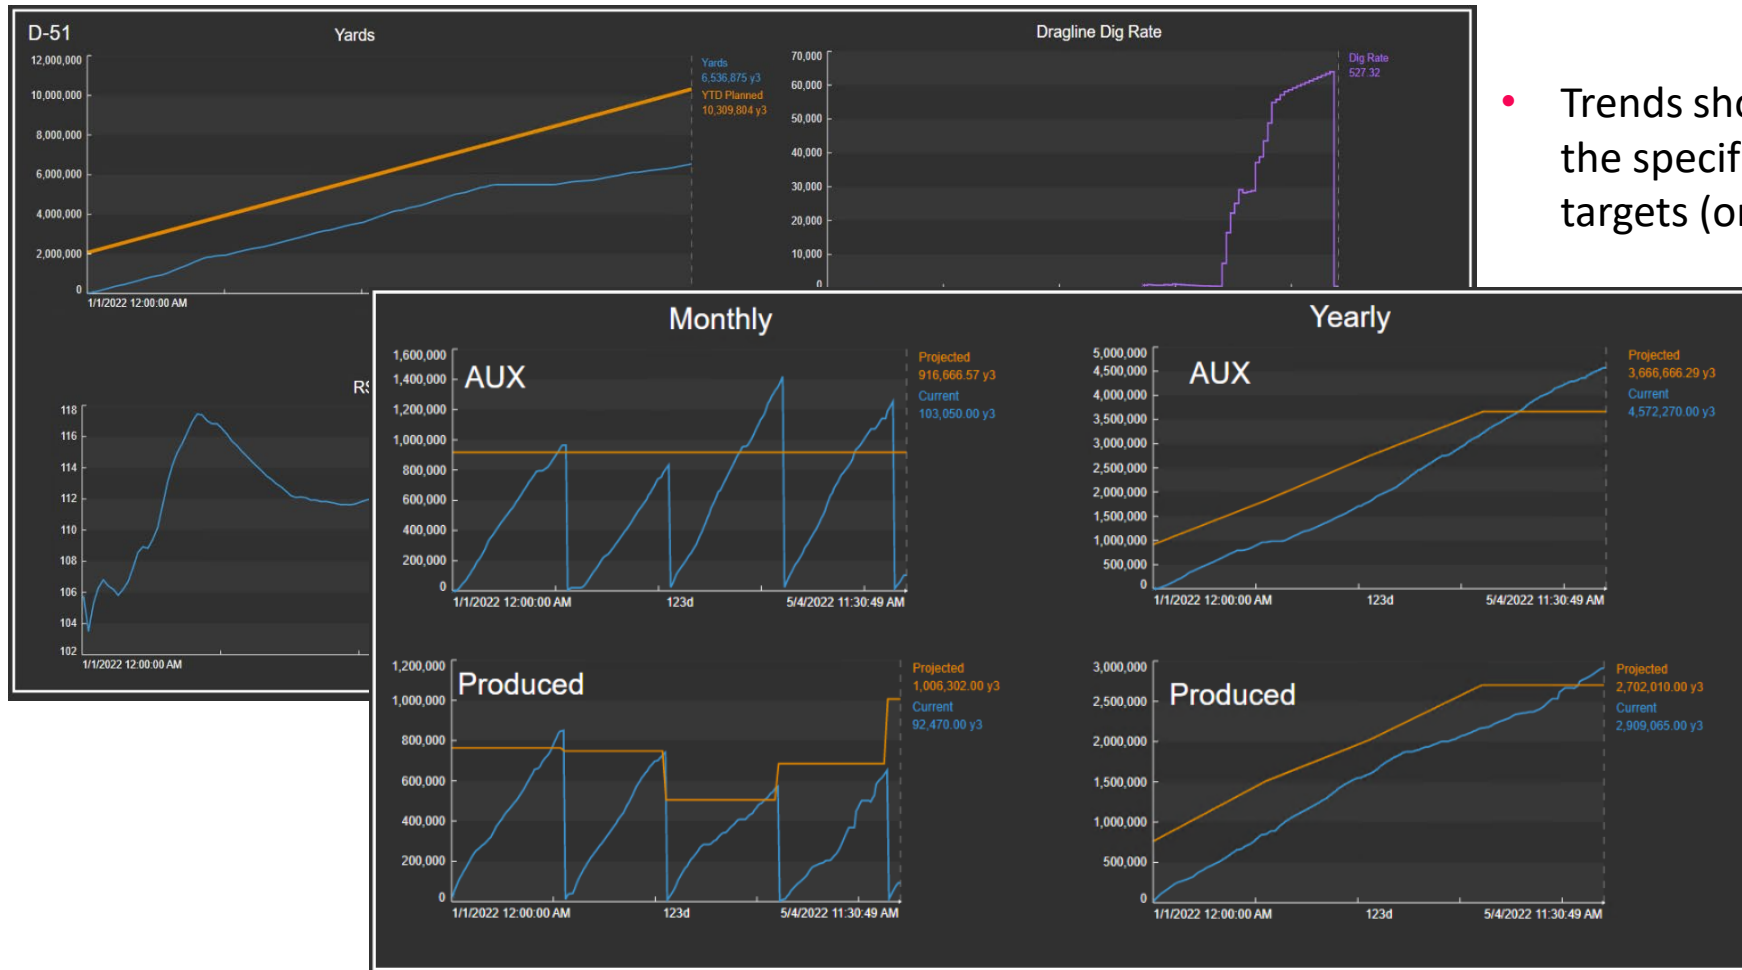 D-51
Yards
12,000,000
10,000,000
8,000,000
6,000,000
4,000,000
2,000,000
0
1/1/2022 12:00:00 AM
Yards
6,536,875 y3
YTD Planned
10,309,804 y3
Dragline Dig Rate
70,000
60,000
50,000
40,000
30,000
20,000
10,000
0
Dig Rate
527.32
• Trends
the
targets
118
116
114
112
110
108
106
104
102
1/1/2022 12:00:00 AM
Monthly
Yearly
AUX
1,600,000
1,400,000
1,200,000
1,000,000
800,000
600,000
400,000
200,000
0
1/1/2022 12:00:00 AM
123d
5/4/2022 11:30:49 AM
Projected
916,666.57 y3
Current
103,050.00 y3
AUX
5,000,000
4,500,000
4,000,000
3,500,000
3,000,000
2,500,000
2,000,000
1,500,000
1,000,000
500,000
0
1/1/2022 12:00:00 AM
123d
5/4/2022 11:30:49 AM
Projected
3,666,666.29 y3
Current
4,572,270.00 y3
Produced
1,200,000
1,000,000
800,000
600,000
400,000
200,000
0
1/1/2022 12:00:00 AM
123d
5/4/2022 11:30:49 AM
Projected
1,006,302.00 y3
Current
92,470.00 y3
Produced
3,000,000
2,500,000
2,000,000
1,500,000
1,000,000
500,000
0
1/1/2022 12:00:00 AM
123d
5/4/2022 11:30:49 AM
Projected
2,702,010.00 y3
Current
2,909,065.00 y3